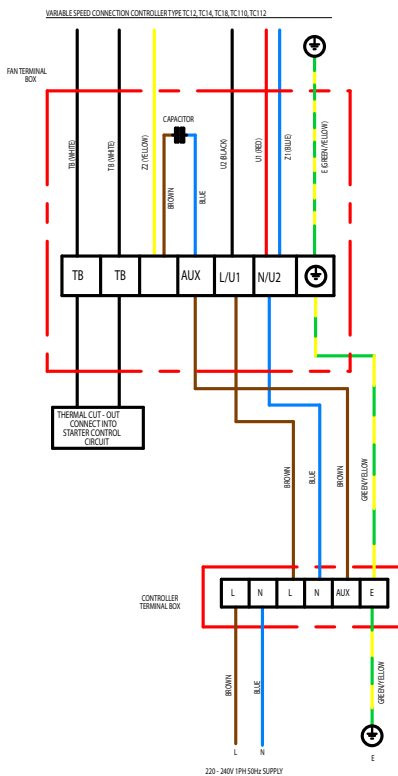 VARIABLE SPEED CONNECTION CONTROLLER TYPE TC12, TC14, TC18, TC110, TC112
FAN TERMINAL
BOX
CAPACITOR
TB (WHITE)
TB (WHITE)
Z2 (YELLOW)
BROWN
BLUE
U2 (BLACK)
U1 (RED)
Z1 (BLUE)
E (GREEN/YELLOW)
TB
TB
AUX
L/U1
N/U2
THERMAL CUT - OUT
CONNECT INTO
STARTER CONTROL
CIRCUIT
BROWN
BLUE
BROWN
GREEN/YELLOW
CONTROLLER
TERMINAL BOX
L
N
L
N
AUX
E
BROWN
BLUE
GREEN/YELLOW
L
N
E
220 - 240V 1PH 50Hz SUPPLY